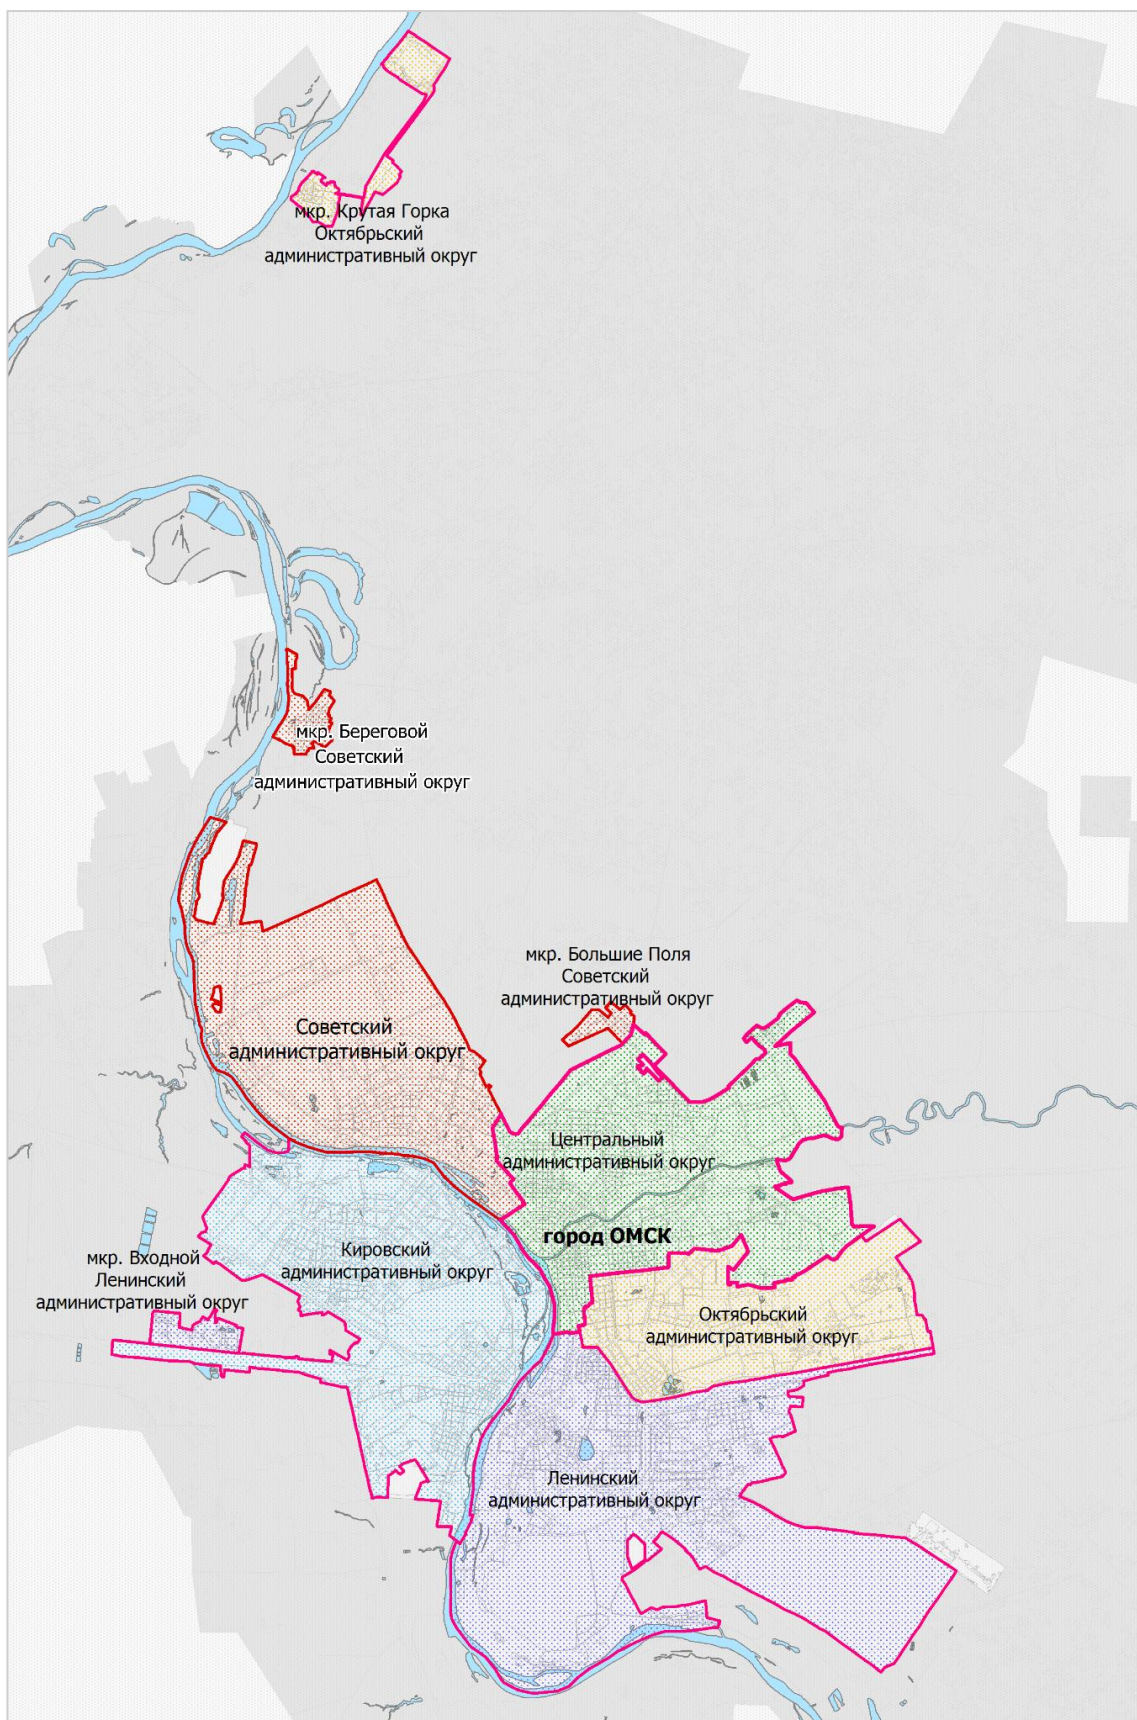 мкр. Крутая Горка
Октябрьский
административный округ
мкр. Береговой
Советский
административный округ
мкр. Большие Поля
Советский
административный округ
Советский
административный округ
Центральный
административный округ
город ОМСК
Кировский
административный округ
мкр. Входной
Ленинский
административный округ
Октябрьский
административный округ
Ленинский
административный округ